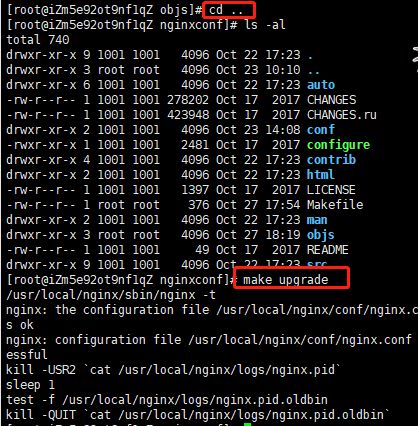 [root@iZm5e92ot9nf1qZ objs]# cd ..
[root@iZm5e92ot9nf1qZ nginxconf]# ls -al
total 740
drwxr-xr-x 9 1001 1001   4096 Oct 22 17:23 .
drwxr-xr-x 3 root root   4096 Oct 23 10:10 ..
drwxr-xr-x 6 1001 1001   4096 Oct 22 17:23 auto
-rw-r--r-- 1 1001 1001 278202 Oct 17  2017 CHANGES
-rw-r--r-- 1 1001 1001 423948 Oct 17  2017 CHANGES.ru
drwxr-xr-x 2 1001 1001   4096 Oct 23 14:08 conf
-rwxr-xr-x 1 1001 1001   2481 Oct 17  2017 configure
drwxr-xr-x 4 1001 1001   4096 Oct 22 17:23 contrib
drwxr-xr-x 2 1001 1001   4096 Oct 22 17:23 html
-rw-r--r-- 1 1001 1001   1397 Oct 17  2017 LICENSE
-rw-r--r-- 1 root root    376 Oct 27 17:54 Makefile
drwxr-xr-x 2 1001 1001   4096 Oct 22 17:23 man
drwxr-xr-x 3 root root   4096 Oct 27 18:19 objs
-rw-r--r-- 1 1001 1001     49 Oct 17  2017 README
drwxr-xr-x 9 1001 1001   4096 Oct 22 17:23 src
[root@iZm5e92ot9nf1qZ nginxconf]# make upgrade
/usr/local/nginx/sbin/nginx -t
nginx: the configuration file /usr/local/nginx/conf/nginx.c
s ok
nginx: configuration file /usr/local/nginx/conf/nginx.conf
essful
kill -USR2 `cat /usr/local/nginx/logs/nginx.pid`
sleep 1
test -f /usr/local/nginx/logs/nginx.pid.oldbin
kill -QUIT `cat /usr/local/nginx/logs/nginx.pid.oldbin`
[root@iZm5e92ot9nf1qZ nginxconf]#